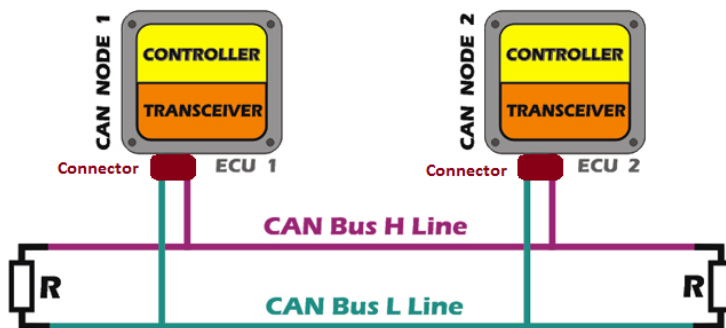 CAN NODE 1
CONTROLLER
TRANSCEIVER
Connector
ECU 1
CAN NODE 2
CONTROLLER
TRANSCEIVER
Connector
ECU 2
CAN Bus H Line
R
R
CAN Bus L Line